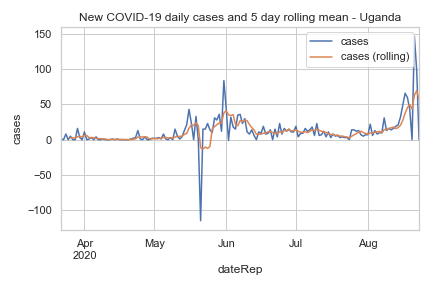 New COVID-19 daily cases and 5 day rolling mean - Uganda
150
100
50
0
−50
−100
cases
cases
cases (rolling)
Apr
2020
May
Jun
Jul
Aug
dateRep